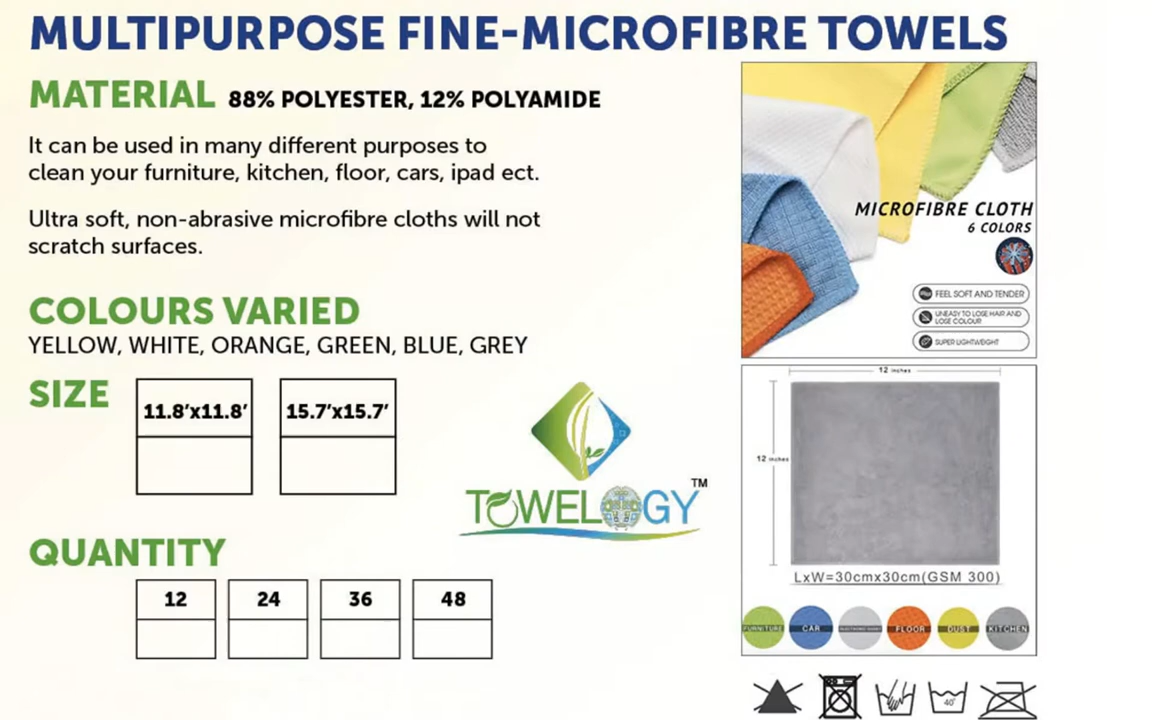 MULTIPURPOSE FINE-MICROFIBRE TOWELS
MATERIAL 88% POLYESTER, 12% POLYAMIDE
It can be used in many different purposes to
clean your furniture, kitchen, floor, cars, ipad ect.
Ultra soft, non-abrasive microfibre cloths will not
scratch surfaces.
COLOURS VARIED
YELLOW, WHITE, ORANGE, GREEN, BLUE, GREY
SIZE
11.8'x11.8' 15.7'x15.7'
QUANTITY
12 24 36 48
TOWELOGY TM
MICROFIBRE CLOTH
6 COLORS
FEEL SOFT AND TENDER
UNEASY TO LOSE HAIR AND
LOSE COLOUR
SUPER LIGHTWEIGHT
12 inches
12 inches
LxW=30cmx30cm(GSM 300)
FURNITURE CAR FLOOR DUST KITCHEN
40°